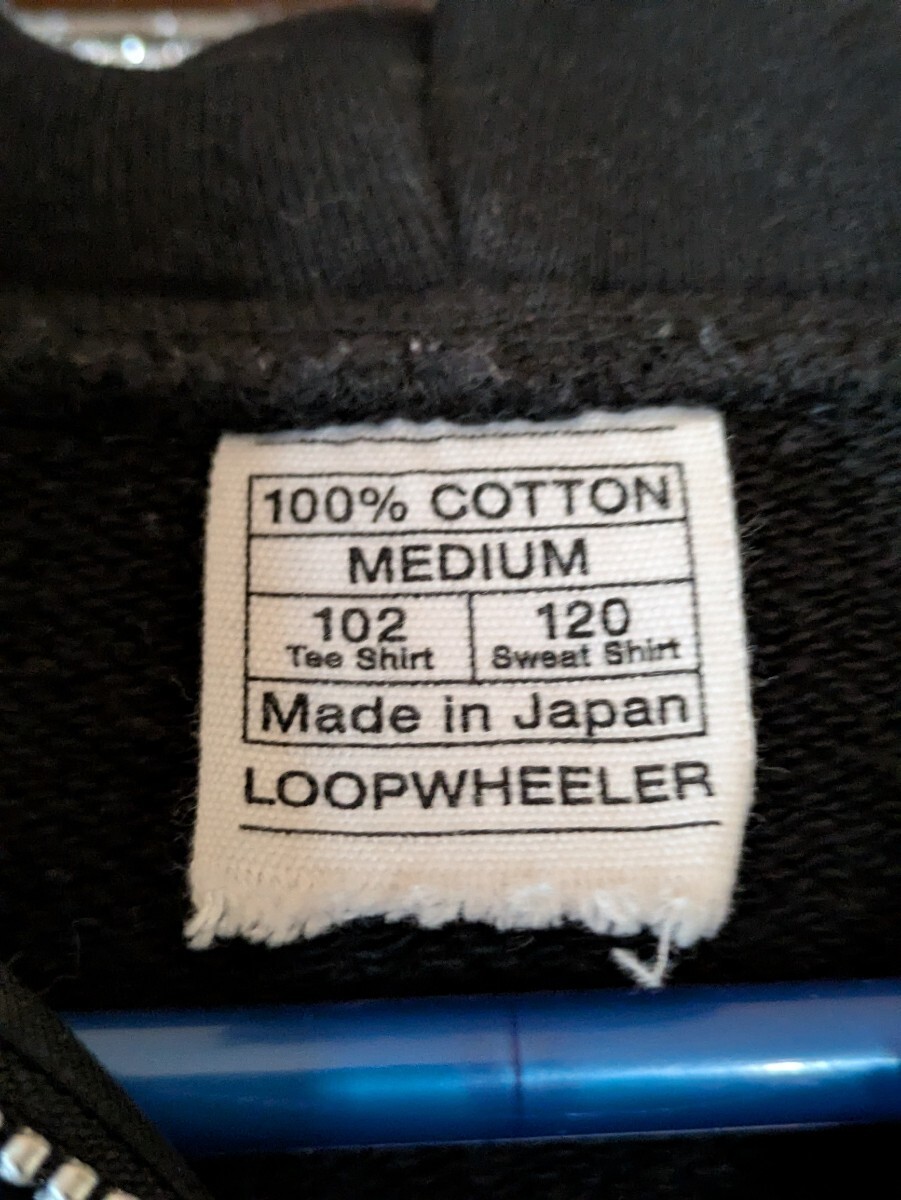 100% COTTON
MEDIUM
102 120
Tee Shirt Sweat Shirt
Made in Japan
LOOPWHEELER